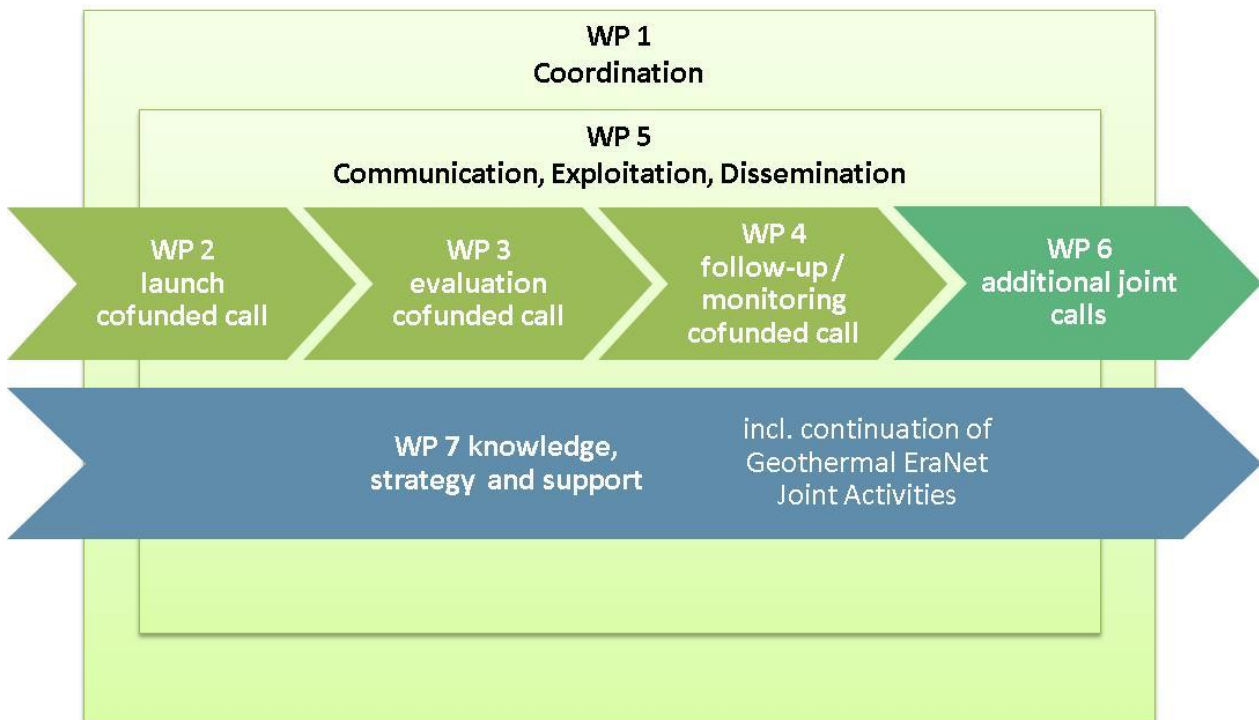 WP 1
Coordination
WP 5
Communication, Exploitation, Dissemination
WP 2
launch
cofunded call
WP 3
evaluation
cofunded call
WP 4
follow-up /
monitoring
cofunded call
WP 6
additional joint
calls
WP 7 knowledge,
strategy and support
incl. continuation of
Geothermal EraNet
Joint Activities